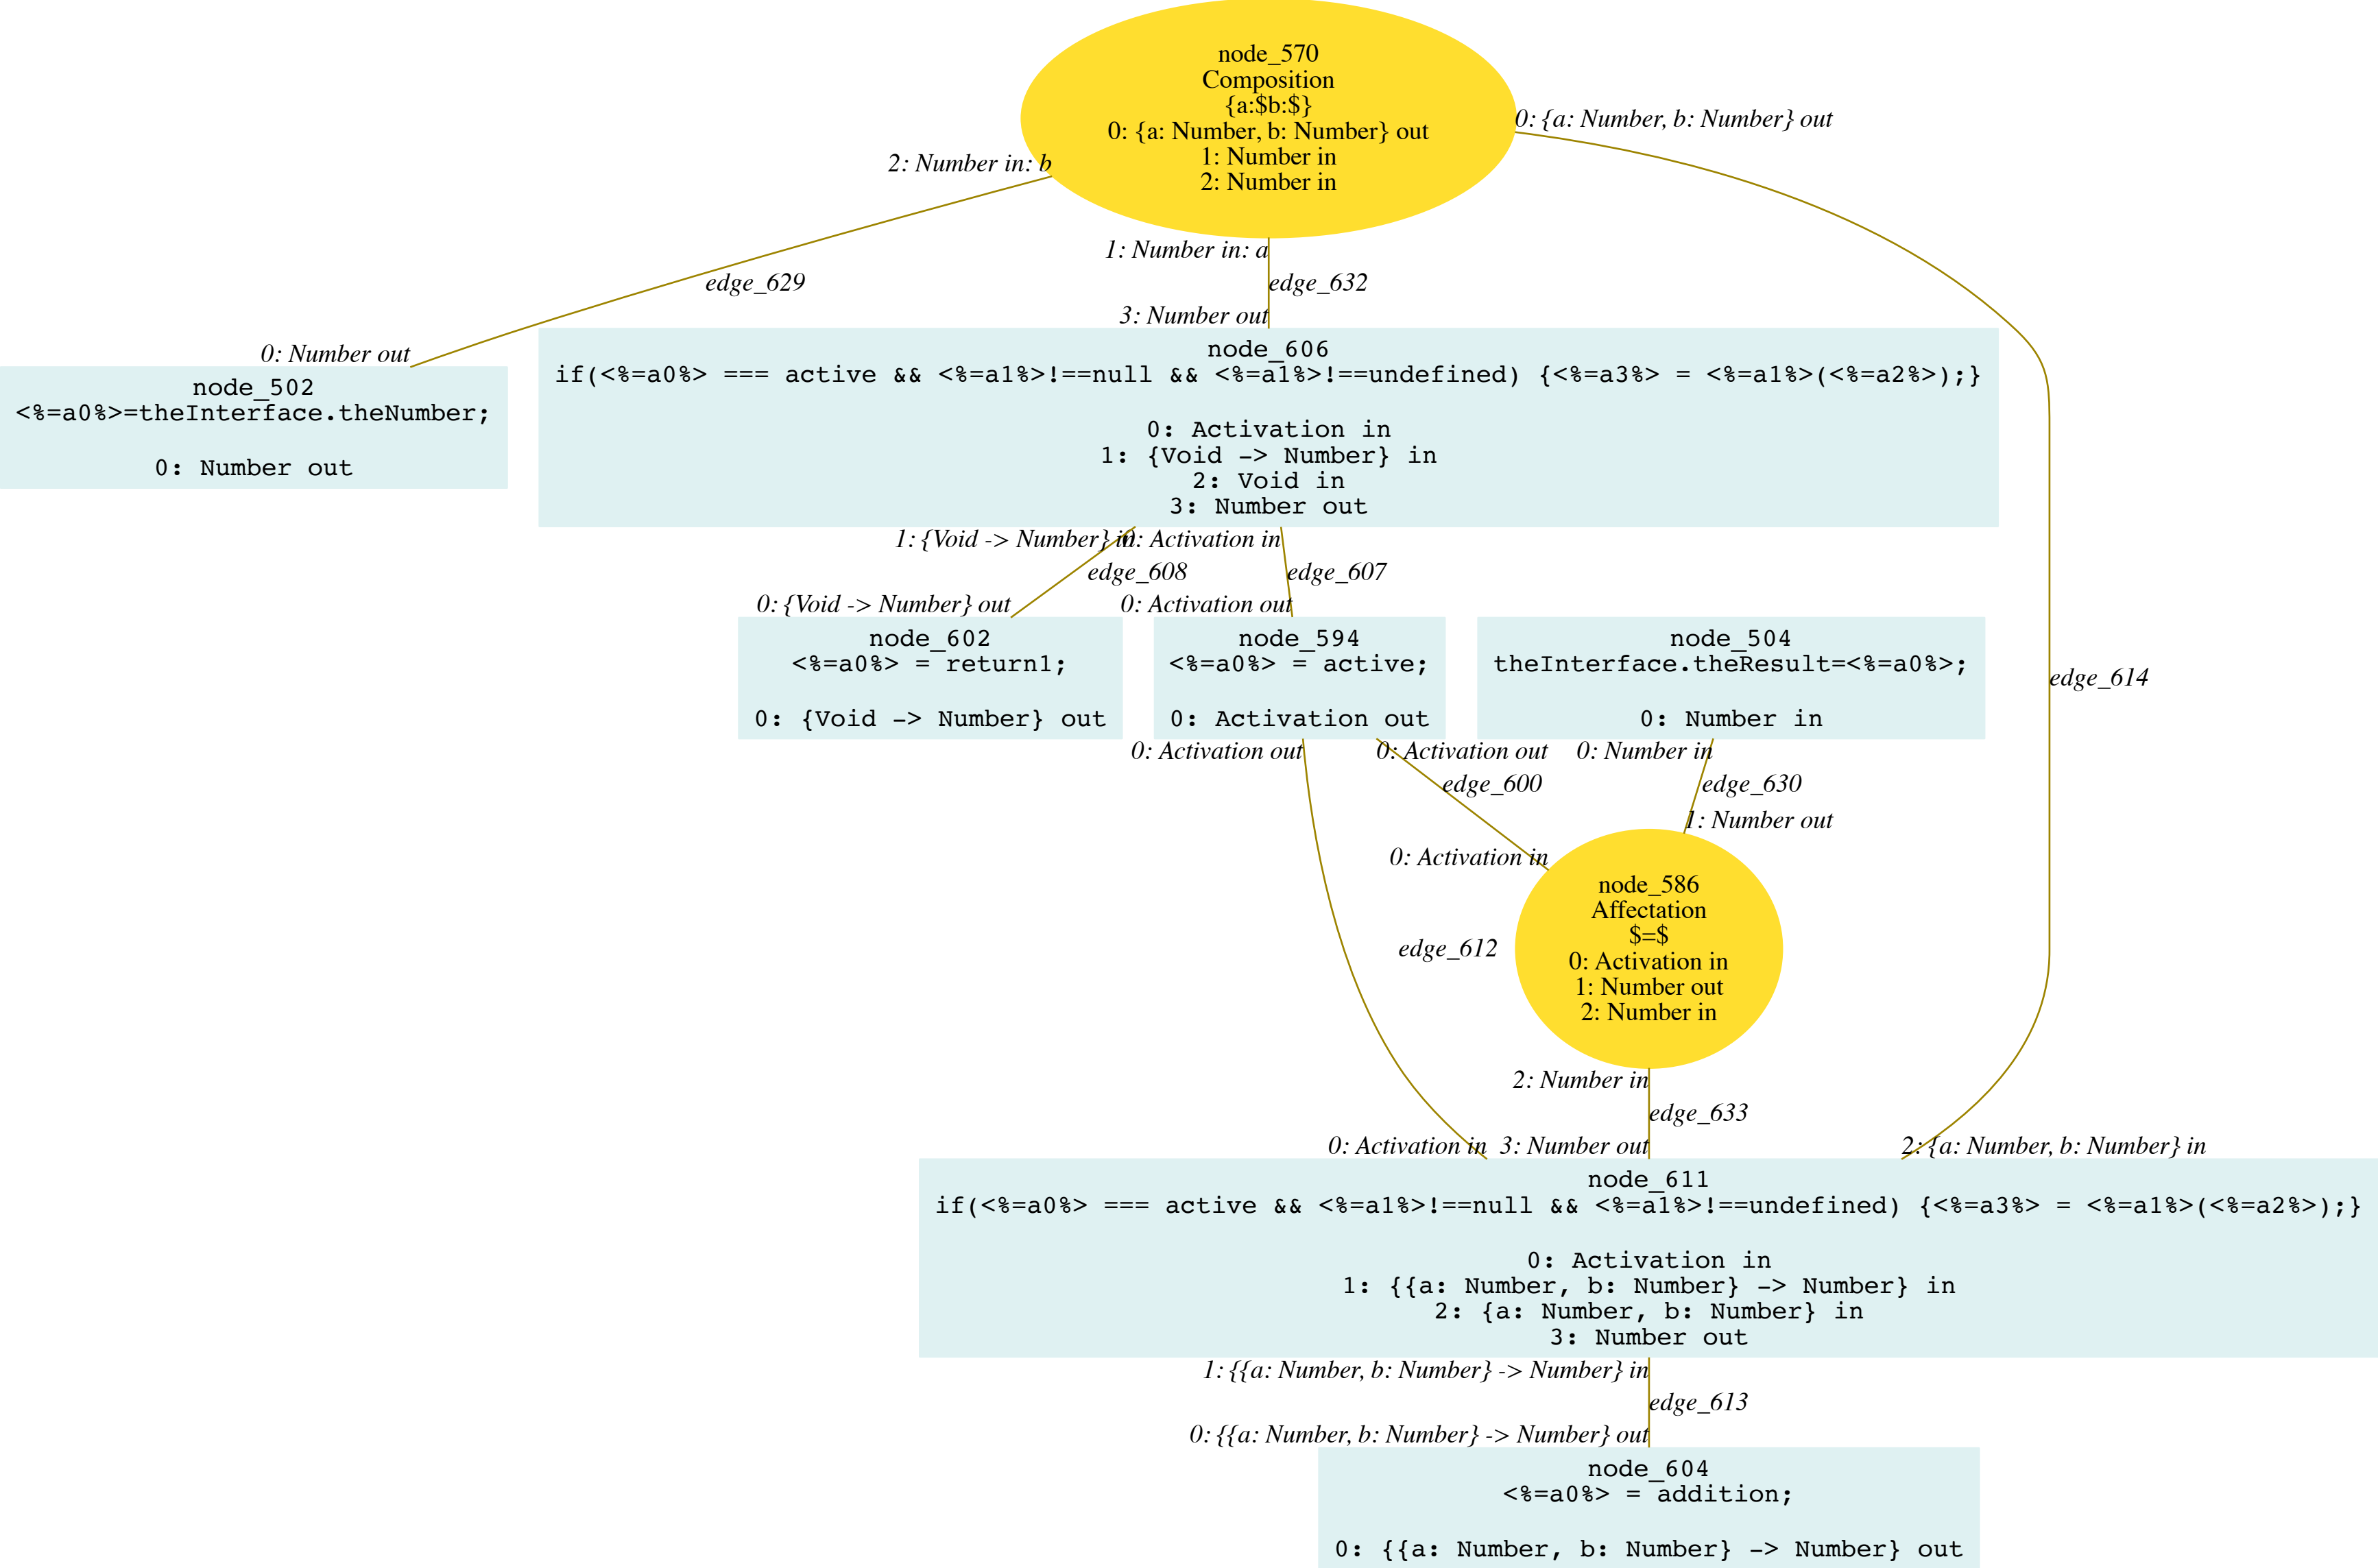 node_570
Composition
{a:$b:$}
0: {a: Number, b: Number} out
1: Number in
2: Number in
0: {a: Number, b: Number} out
2: Number in: b
1: Number in: a
edge_629
edge_632
3: Number out
0: Number out
node_502
<%=a0%>=theInterface.theNumber;
0: Number out
node_606
if(<%=a0%> === active && <%=a1%>!==null && <%=a1%>!==undefined) {<%=a3%> = <%=a1%>(<%=a2%>);}
0: Activation in
1: {Void -> Number} in
2: Void in
3: Number out
1: {Void -> Number} in
0: Activation in
edge_608
edge_607
0: {Void -> Number} out
0: Activation out
node_602
<%=a0%> = return1;
0: {Void -> Number} out
node_594
<%=a0%> = active;
0: Activation out
node_504
theInterface.theResult=<%=a0%>;
0: Number in
edge_614
0: Activation out
0: Activation out
0: Number in
edge_600
edge_630
1: Number out
0: Activation in
node_586
Affectation
$=$
0: Activation in
1: Number out
2: Number in
edge_612
2: Number in
edge_633
0: Activation in
3: Number out
2: {a: Number, b: Number} in
node_611
if(<%=a0%> === active && <%=a1%>!==null && <%=a1%>!==undefined) {<%=a3%> = <%=a1%>(<%=a2%>);}
0: Activation in
1: {{a: Number, b: Number} -> Number} in
2: {a: Number, b: Number} in
3: Number out
1: {{a: Number, b: Number} -> Number} in
edge_613
0: {{a: Number, b: Number} -> Number} out
node_604
<%=a0%> = addition;
0: {{a: Number, b: Number} -> Number} out